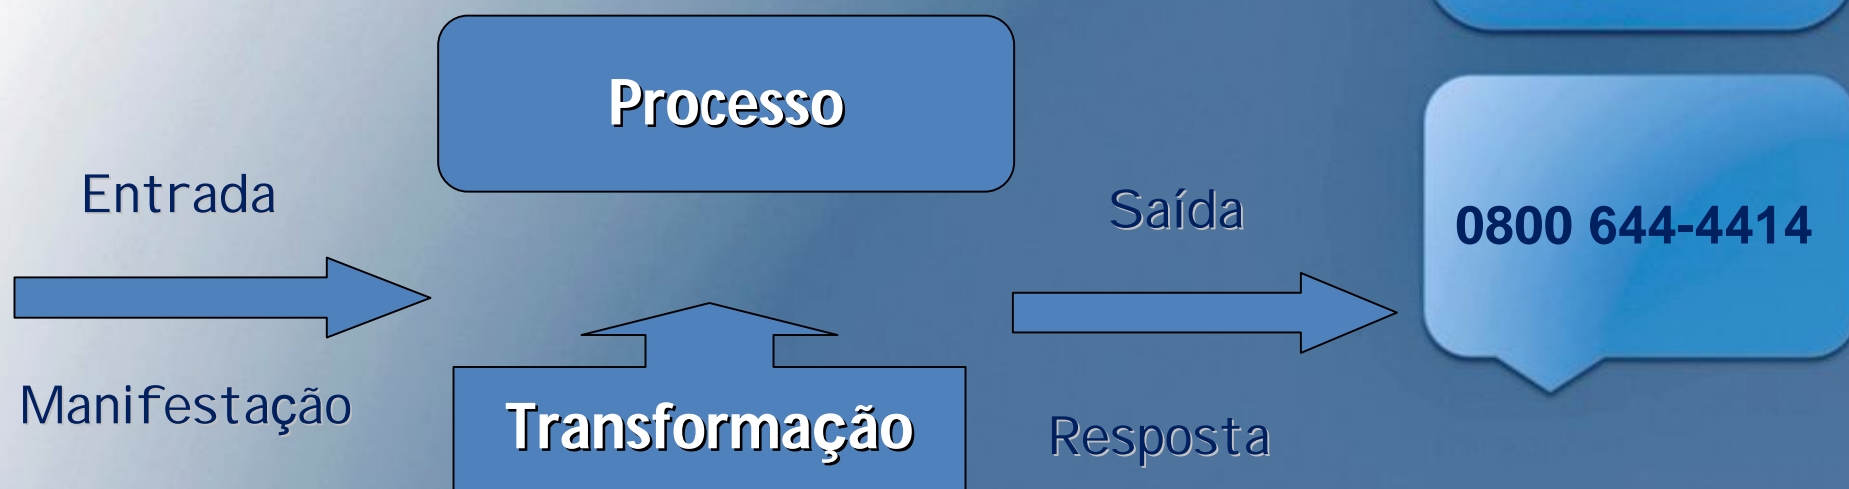 Processo
Entrada
Saída
0800 644-4414
Manifestação
Transformação
Resposta